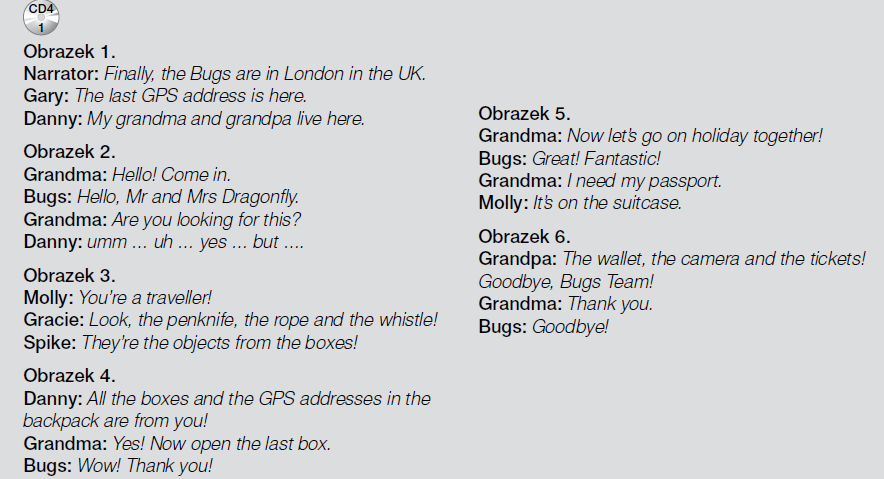 CD4
1
Obrazek 1.
Narrator: Finally, the Bugs are in London in the UK.
Gary: The last GPS address is here.
Danny: My grandma and grandpa live here.
Obrazek 2.
Grandma: Hello! Come in.
Bugs: Hello, Mr and Mrs Dragonfly.
Grandma: Are you looking for this?
Danny: umm ... uh ... yes ... but ....
Obrazek 3.
Molly: You're a traveller!
Gracie: Look, the penknife, the rope and the whistle!
Spike: They're the objects from the boxes!
Obrazek 4.
Danny: All the boxes and the GPS addresses in the
backpack are from you!
Grandma: Yes! Now open the last box.
Bugs: Wow! Thank you!
Obrazek 5.
Grandma: Now let's go on holiday together!
Bugs: Great! Fantastic!
Grandma: I need my passport.
Molly: It's on the suitcase.
Obrazek 6.
Grandpa: The wallet, the camera and the tickets!
Goodbye, Bugs Team!
Grandma: Thank you.
Bugs: Goodbye!